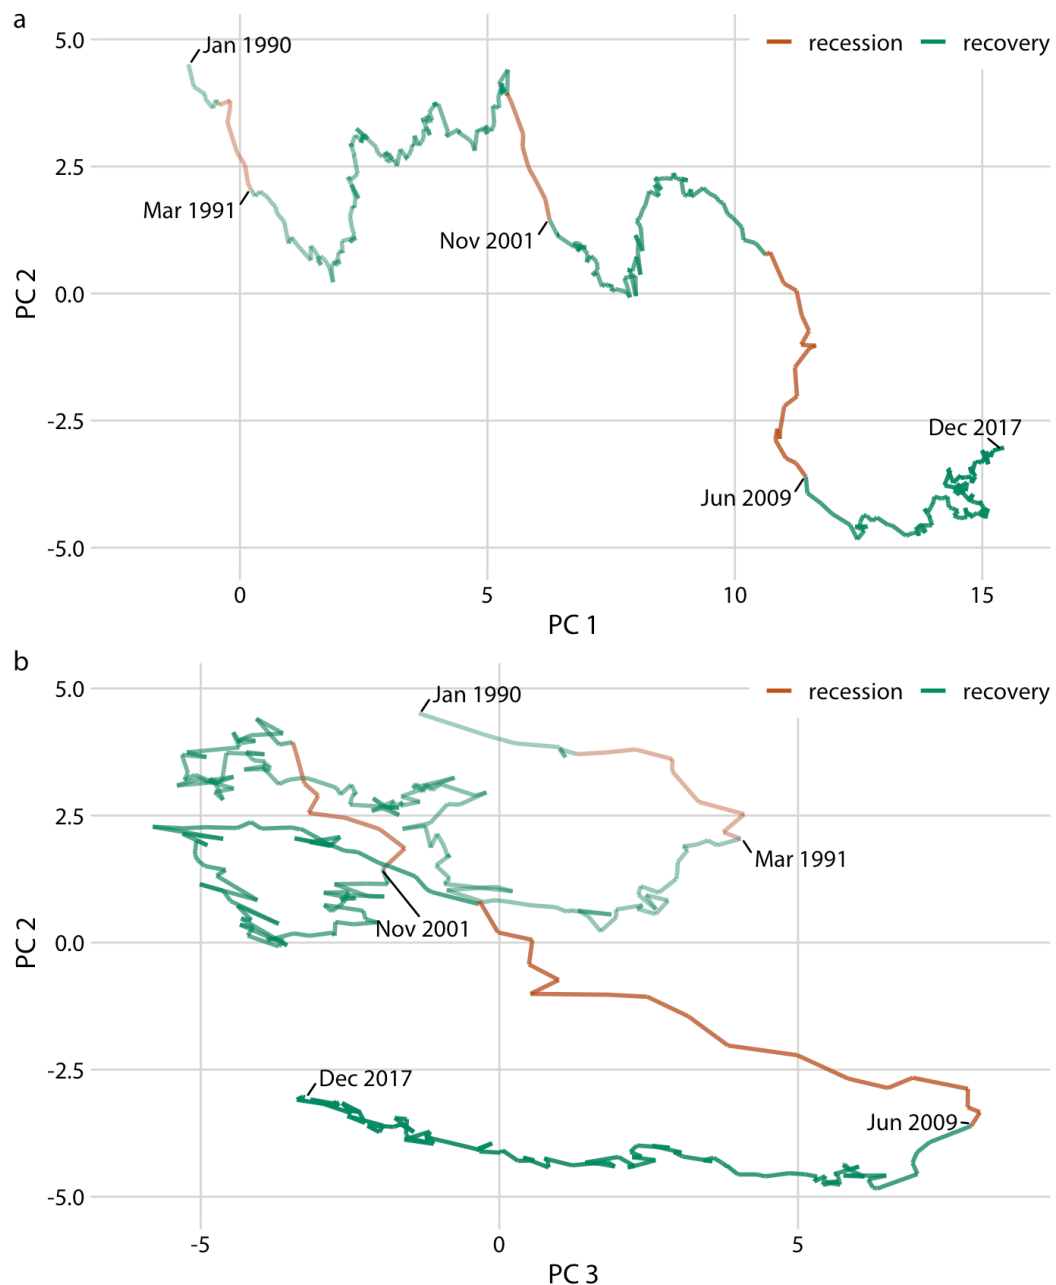 a
5.0
Jan 1990
recession
recovery
2.5
Mar 1991
Nov 2001
PC 2
0.0
-2.5
Dec 2017
Jun 2009
-5.0
0
5
10
15
PC 1
b
5.0
Jan 1990
recession
recovery
2.5
Mar 1991
Nov 2001
PC 2
0.0
-2.5
Dec 2017
Jun 2009
-5.0
-5
0
5
PC 3